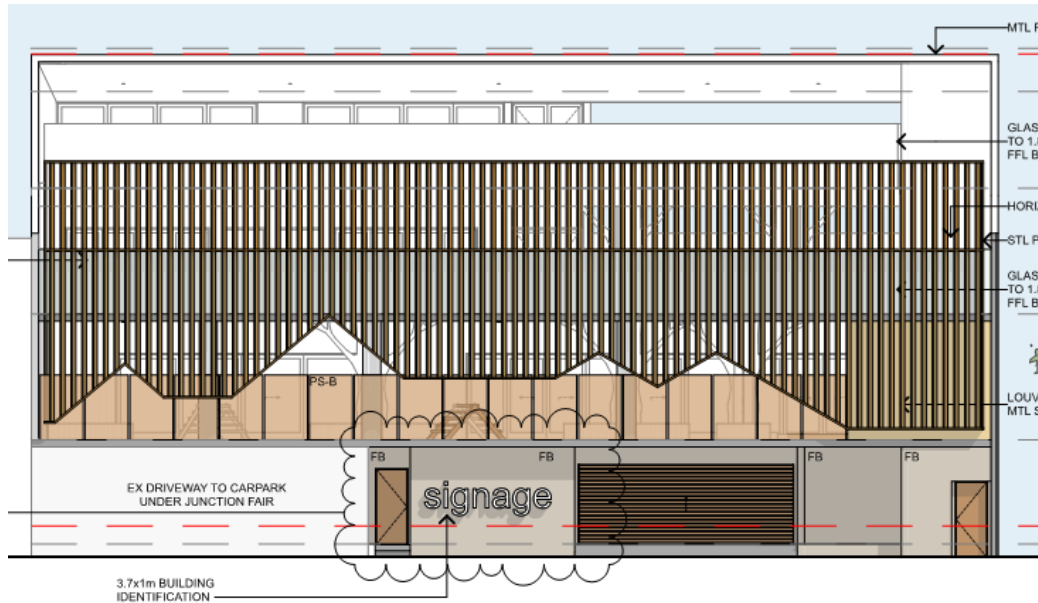 MTL
GLAS
TO 1.
FFL B
HORIZ
STL P
GLAS
TO 1.
FFL B
PS-B
LOUV
MTL S
FB
FB
FB
FB
EX DRIVEWAY TO CARPARK
UNDER JUNCTION FAIR
signage
3.7x1m BUILDING
IDENTIFICATION